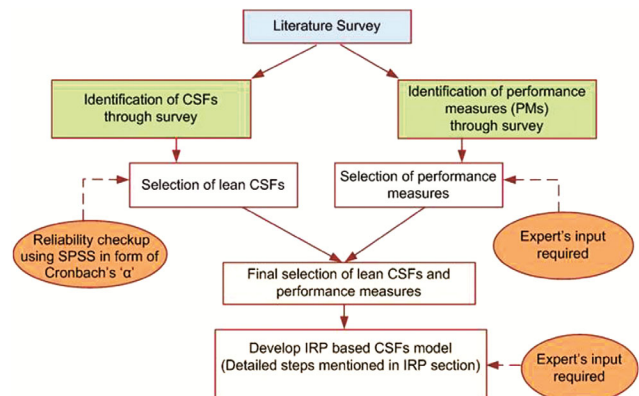 Literature Survey
Identification of CSFs
through survey
Identification of performance
measures (PMs)
through survey
Selection of lean CSFs
Selection of performance
measures
Reliability checkup
using SPSS in form of
Cronbach's 'α'
Expert's input
required
Final selection of lean CSFs and
performance measures
Develop IRP based CSFs model
(Detailed steps mentioned in IRP section)
Expert's input
required